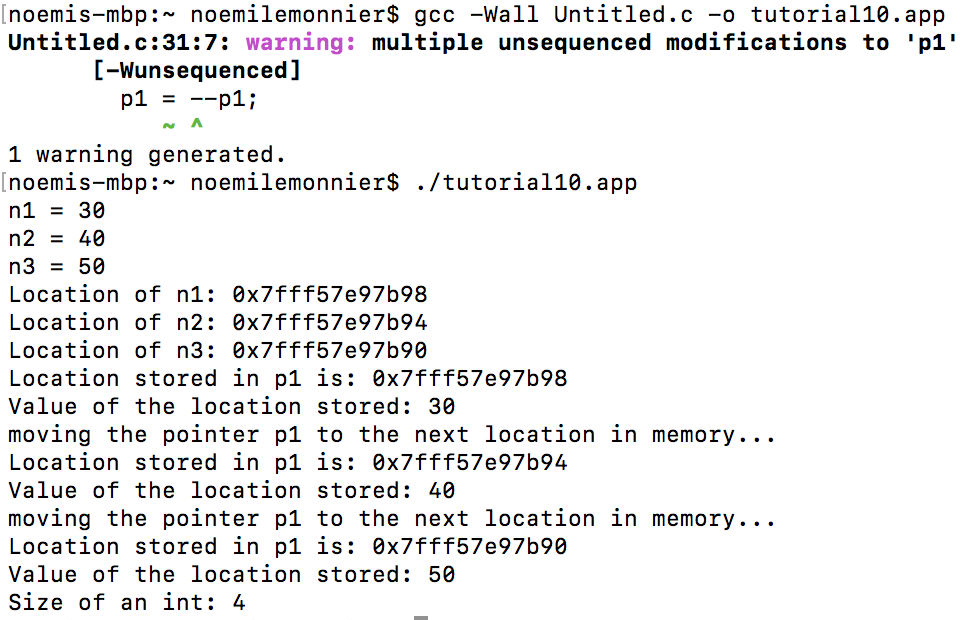 [noemis-mbp:~ noemilemonnier$ gcc -Wall Untitled.c -o tutorial10.app
Untitled.c:31:7: warning: multiple unsequenced modifications to 'p1'
      [-Wunsequenced]
        p1 = --p1;
           ~ ^
1 warning generated.
[noemis-mbp:~ noemilemonnier$ ./tutorial10.app
n1 = 30
n2 = 40
n3 = 50
Location of n1: 0x7fff57e97b98
Location of n2: 0x7fff57e97b94
Location of n3: 0x7fff57e97b90
Location stored in p1 is: 0x7fff57e97b98
Value of the location stored: 30
moving the pointer p1 to the next location in memory...
Location stored in p1 is: 0x7fff57e97b94
Value of the location stored: 40
moving the pointer p1 to the next location in memory...
Location stored in p1 is: 0x7fff57e97b90
Value of the location stored: 50
Size of an int: 4